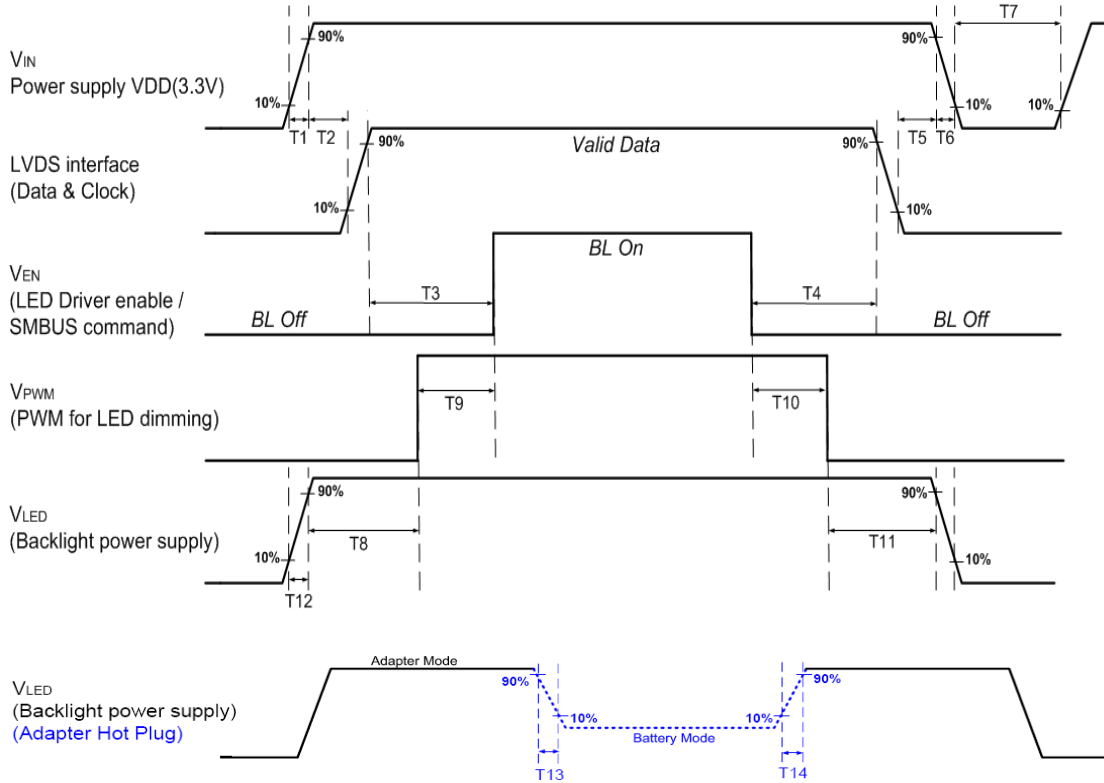 T7
90%
90%
VIN
Power supply VDD(3.3V)
10%
10%
10%
T1
T2
T5
T6
90%
Valid Data
90%
LVDS interface
(Data & Clock)
10%
10%
BL On
VEN
(LED Driver enable /
SMBUS command)
T3
T4
BL Off
BL Off
VPWM
(PWM for LED dimming)
T9
T10
90%
90%
VLED
(Backlight power supply)
T8
T11
10%
10%
T12
Adapter Mode
90%
90%
VLED
(Backlight power supply)
(Adapter Hot Plug)
10%
10%
Battery Mode
T13
T14